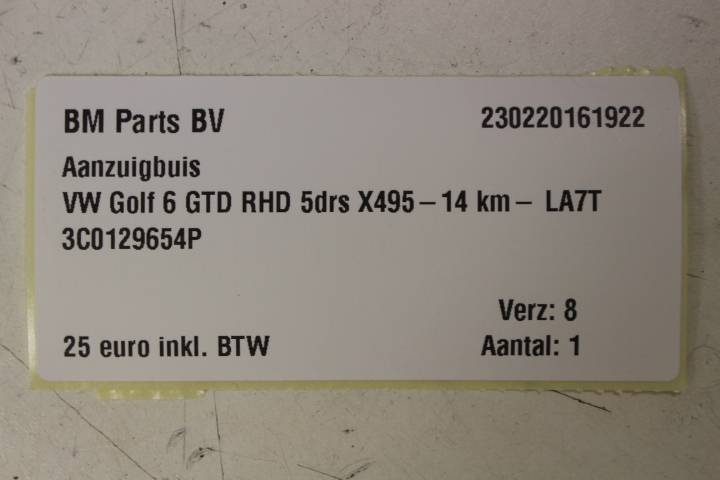 BM Parts BV 230220161922
Aanzuigbuis
VW Golf 6 GTD RHD 5drs X495 – 14 km – LA7T
3C0129654P
Verz: 8
25 euro inkl. BTW Aantal: 1